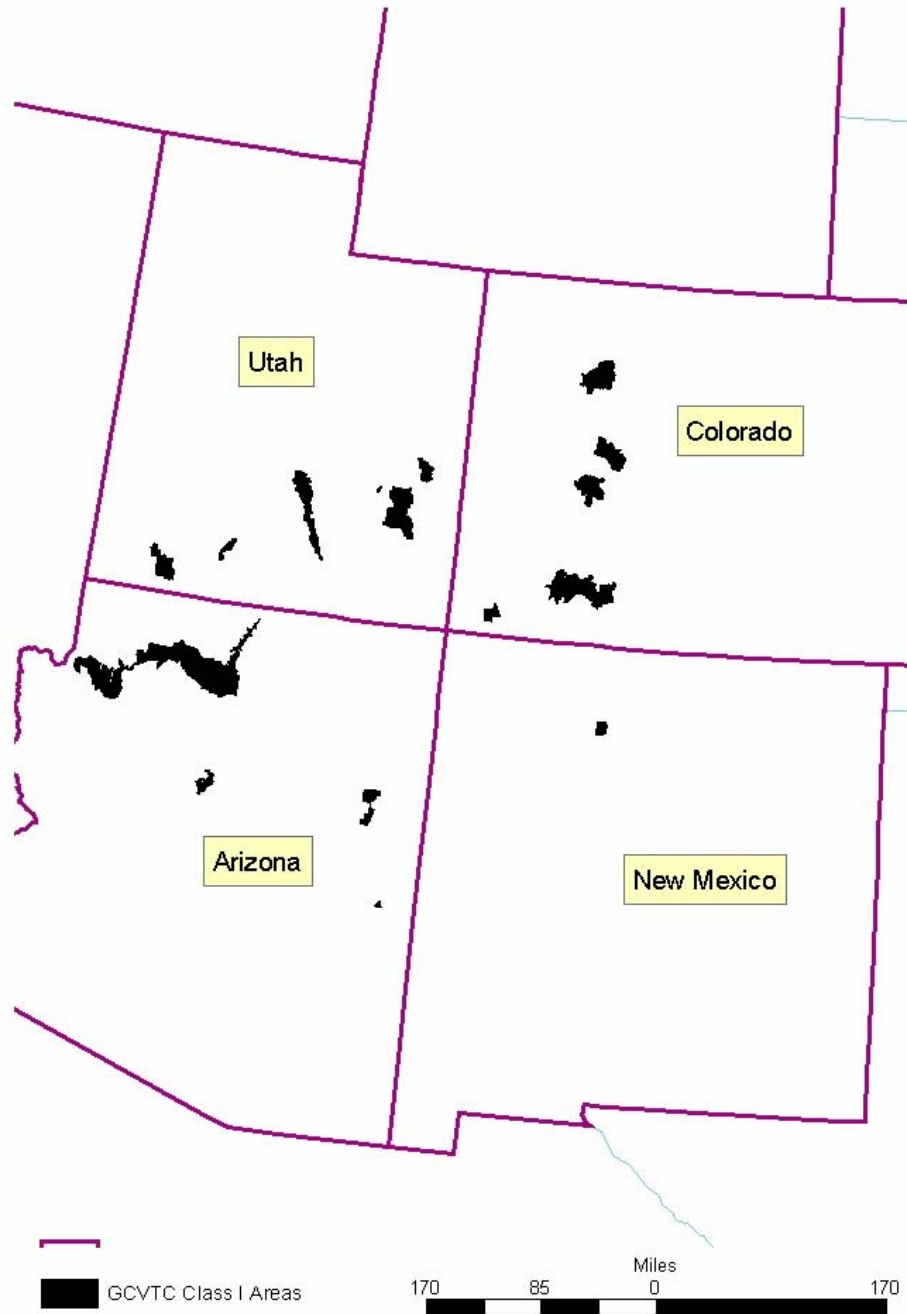 Utah
Colorado
Arizona
New Mexico
Miles
170 85 0 170
GCVTC Class I Areas